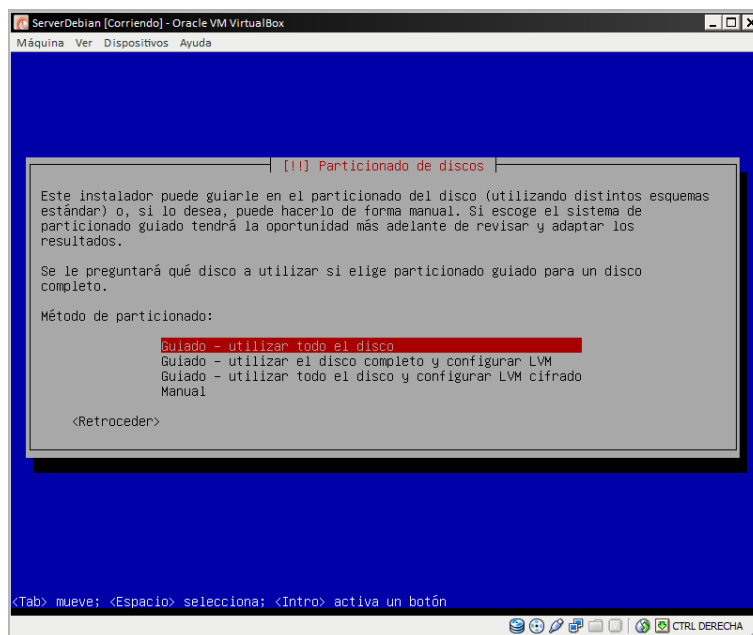 ServerDebian [Corriendo] - Oracle VM VirtualBox
Máquina Ver Dispositivos Ayuda
[!!] Particionado de discos
Este instalador puede guiarle en el particionado del disco (utilizando distintos esquemas
estándar) o, si lo desea, puede hacerlo de forma manual. Si escoge el sistema de
particionado guiado tendrá la oportunidad más adelante de revisar y adaptar los
resultados.
Se le preguntará qué disco a utilizar si elige particionado guiado para un disco
completo.
Método de particionado:
Guiado - utilizar todo el disco
Guiado - utilizar el disco completo y configurar LVM
Guiado - utilizar todo el disco y configurar LVM cifrado
Manual
<Retroceder>
<Tab> mueve; <Espacio> selecciona; <Intro> activa un botón
CTRL DERECHA